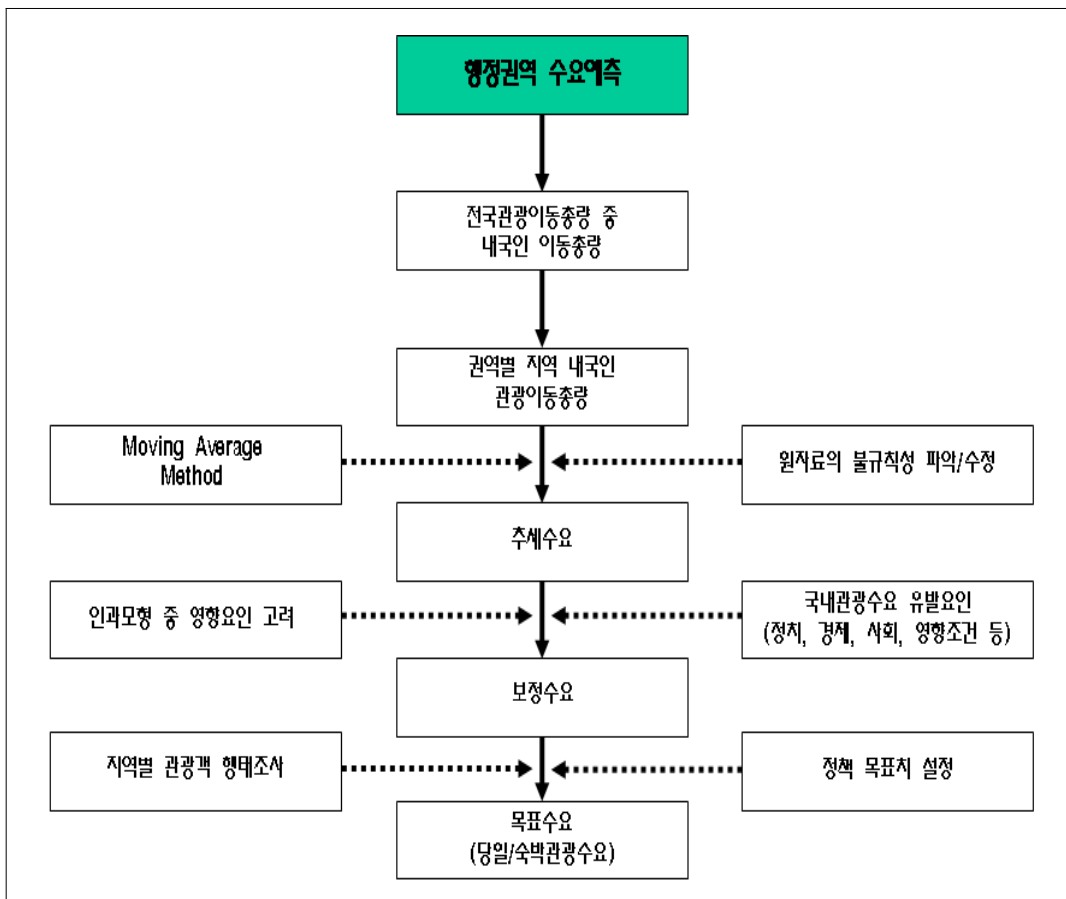 행정권역 수요예측
전국관광이동총량 중
내국인 이동총량
권역별 지역 내국인
관광이동총량
Moving Average
Method
원자료의 불규칙성 파악/수정
추세수요
인과모형 중 영향요인 고려
국내관광수요 유발요인
(정치, 경제, 사회, 영향조건 등)
보정수요
지역별 관광객 행태조사
정책 목표치 설정
목표수요
(당일/숙박관광수요)